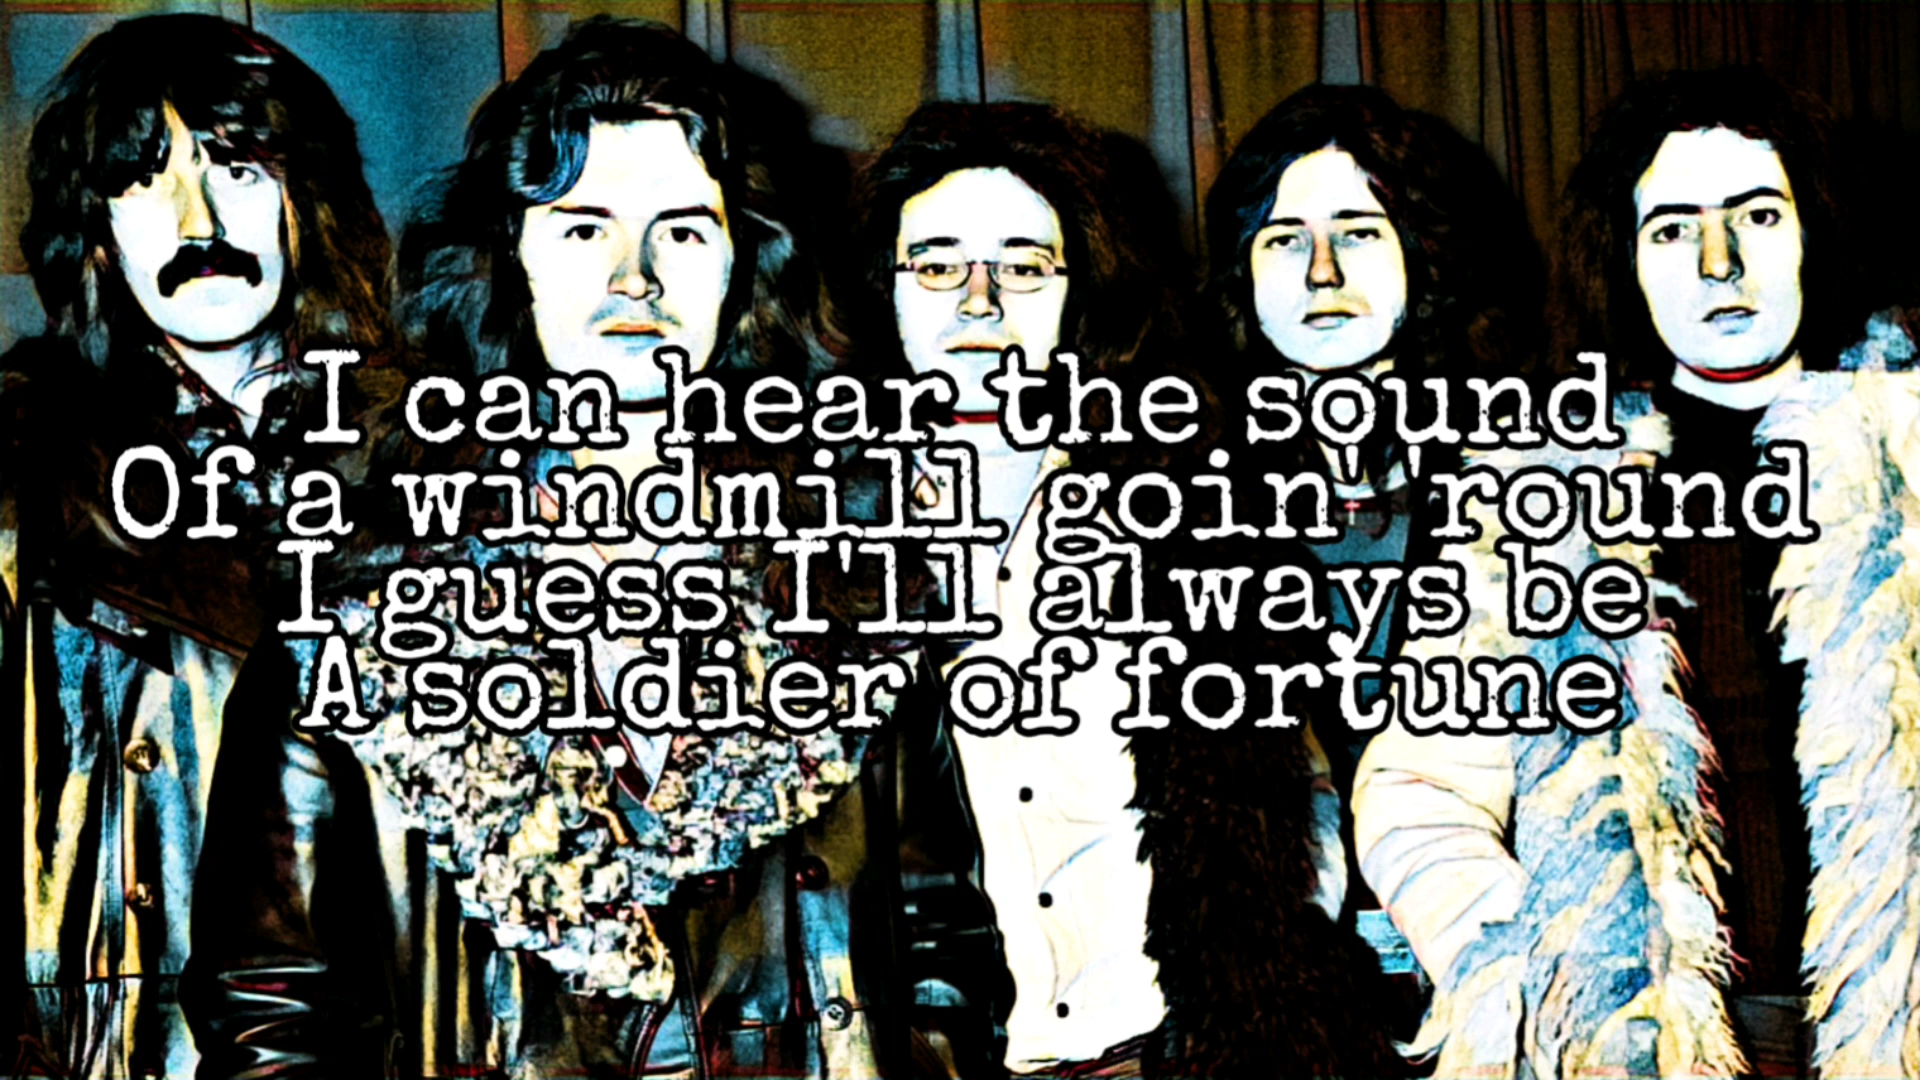 I can hear the sound
Of a windmill goin' 'round
I guess I'll always be
A soldier of fortune